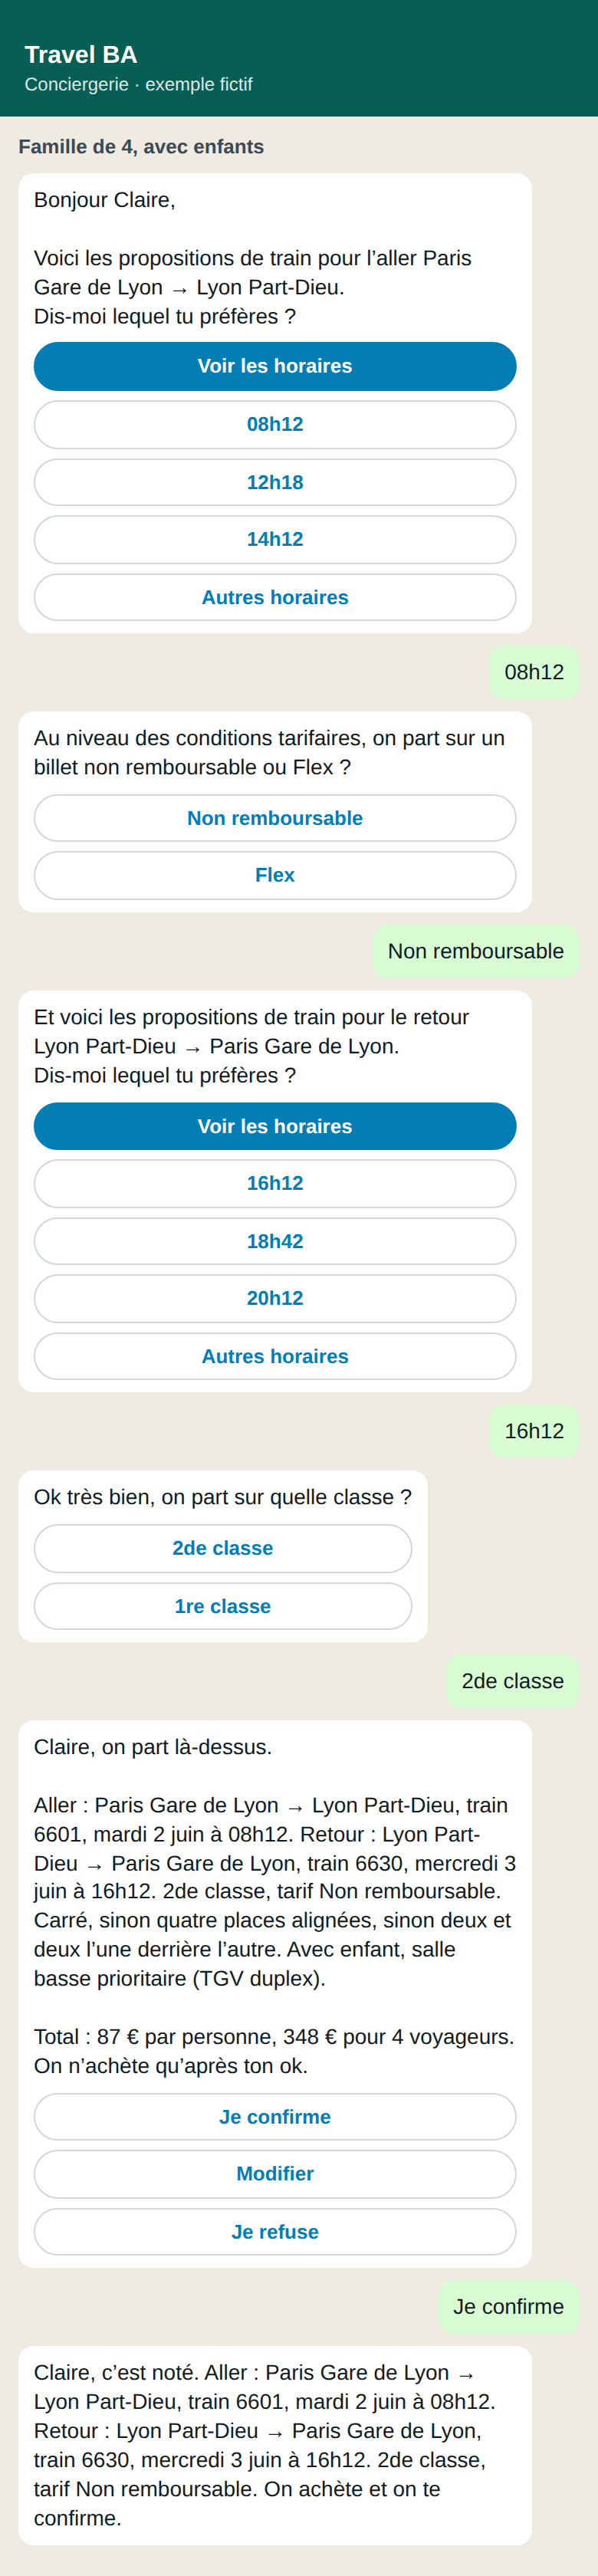 Travel BA
Conciergerie · exemple fictif
Famille de 4, avec enfants
Bonjour Claire,
Voici les propositions de train pour l’aller Paris
Gare de Lyon → Lyon Part-Dieu.
Dis-moi lequel tu préfères ?
Voir les horaires
08h12
12h18
14h12
Autres horaires
08h12
Au niveau des conditions tarifaires, on part sur un
billet non remboursable ou Flex ?
Non remboursable
Flex
Non remboursable
Et voici les propositions de train pour le retour
Lyon Part-Dieu → Paris Gare de Lyon.
Dis-moi lequel tu préfères ?
Voir les horaires
16h12
18h42
20h12
Autres horaires
16h12
Ok très bien, on part sur quelle classe ?
2de classe
1re classe
2de classe
Claire, on part là-dessus.
Aller : Paris Gare de Lyon → Lyon Part-Dieu, train
6601, mardi 2 juin à 08h12. Retour : Lyon Part-
Dieu → Paris Gare de Lyon, train 6630, mercredi 3
juin à 16h12. 2de classe, tarif Non remboursable.
Carré, sinon quatre places alignées, sinon deux et
deux l’une derrière l’autre. Avec enfant, salle
basse prioritaire (TGV duplex).
Total : 87 € par personne, 348 € pour 4 voyageurs.
On n’achète qu’après ton ok.
Je confirme
Modifier
Je refuse
Je confirme
Claire, c’est noté. Aller : Paris Gare de Lyon →
Lyon Part-Dieu, train 6601, mardi 2 juin à 08h12.
Retour : Lyon Part-Dieu → Paris Gare de Lyon,
train 6630, mercredi 3 juin à 16h12. 2de classe,
tarif Non remboursable. On achète et on te
confirme.